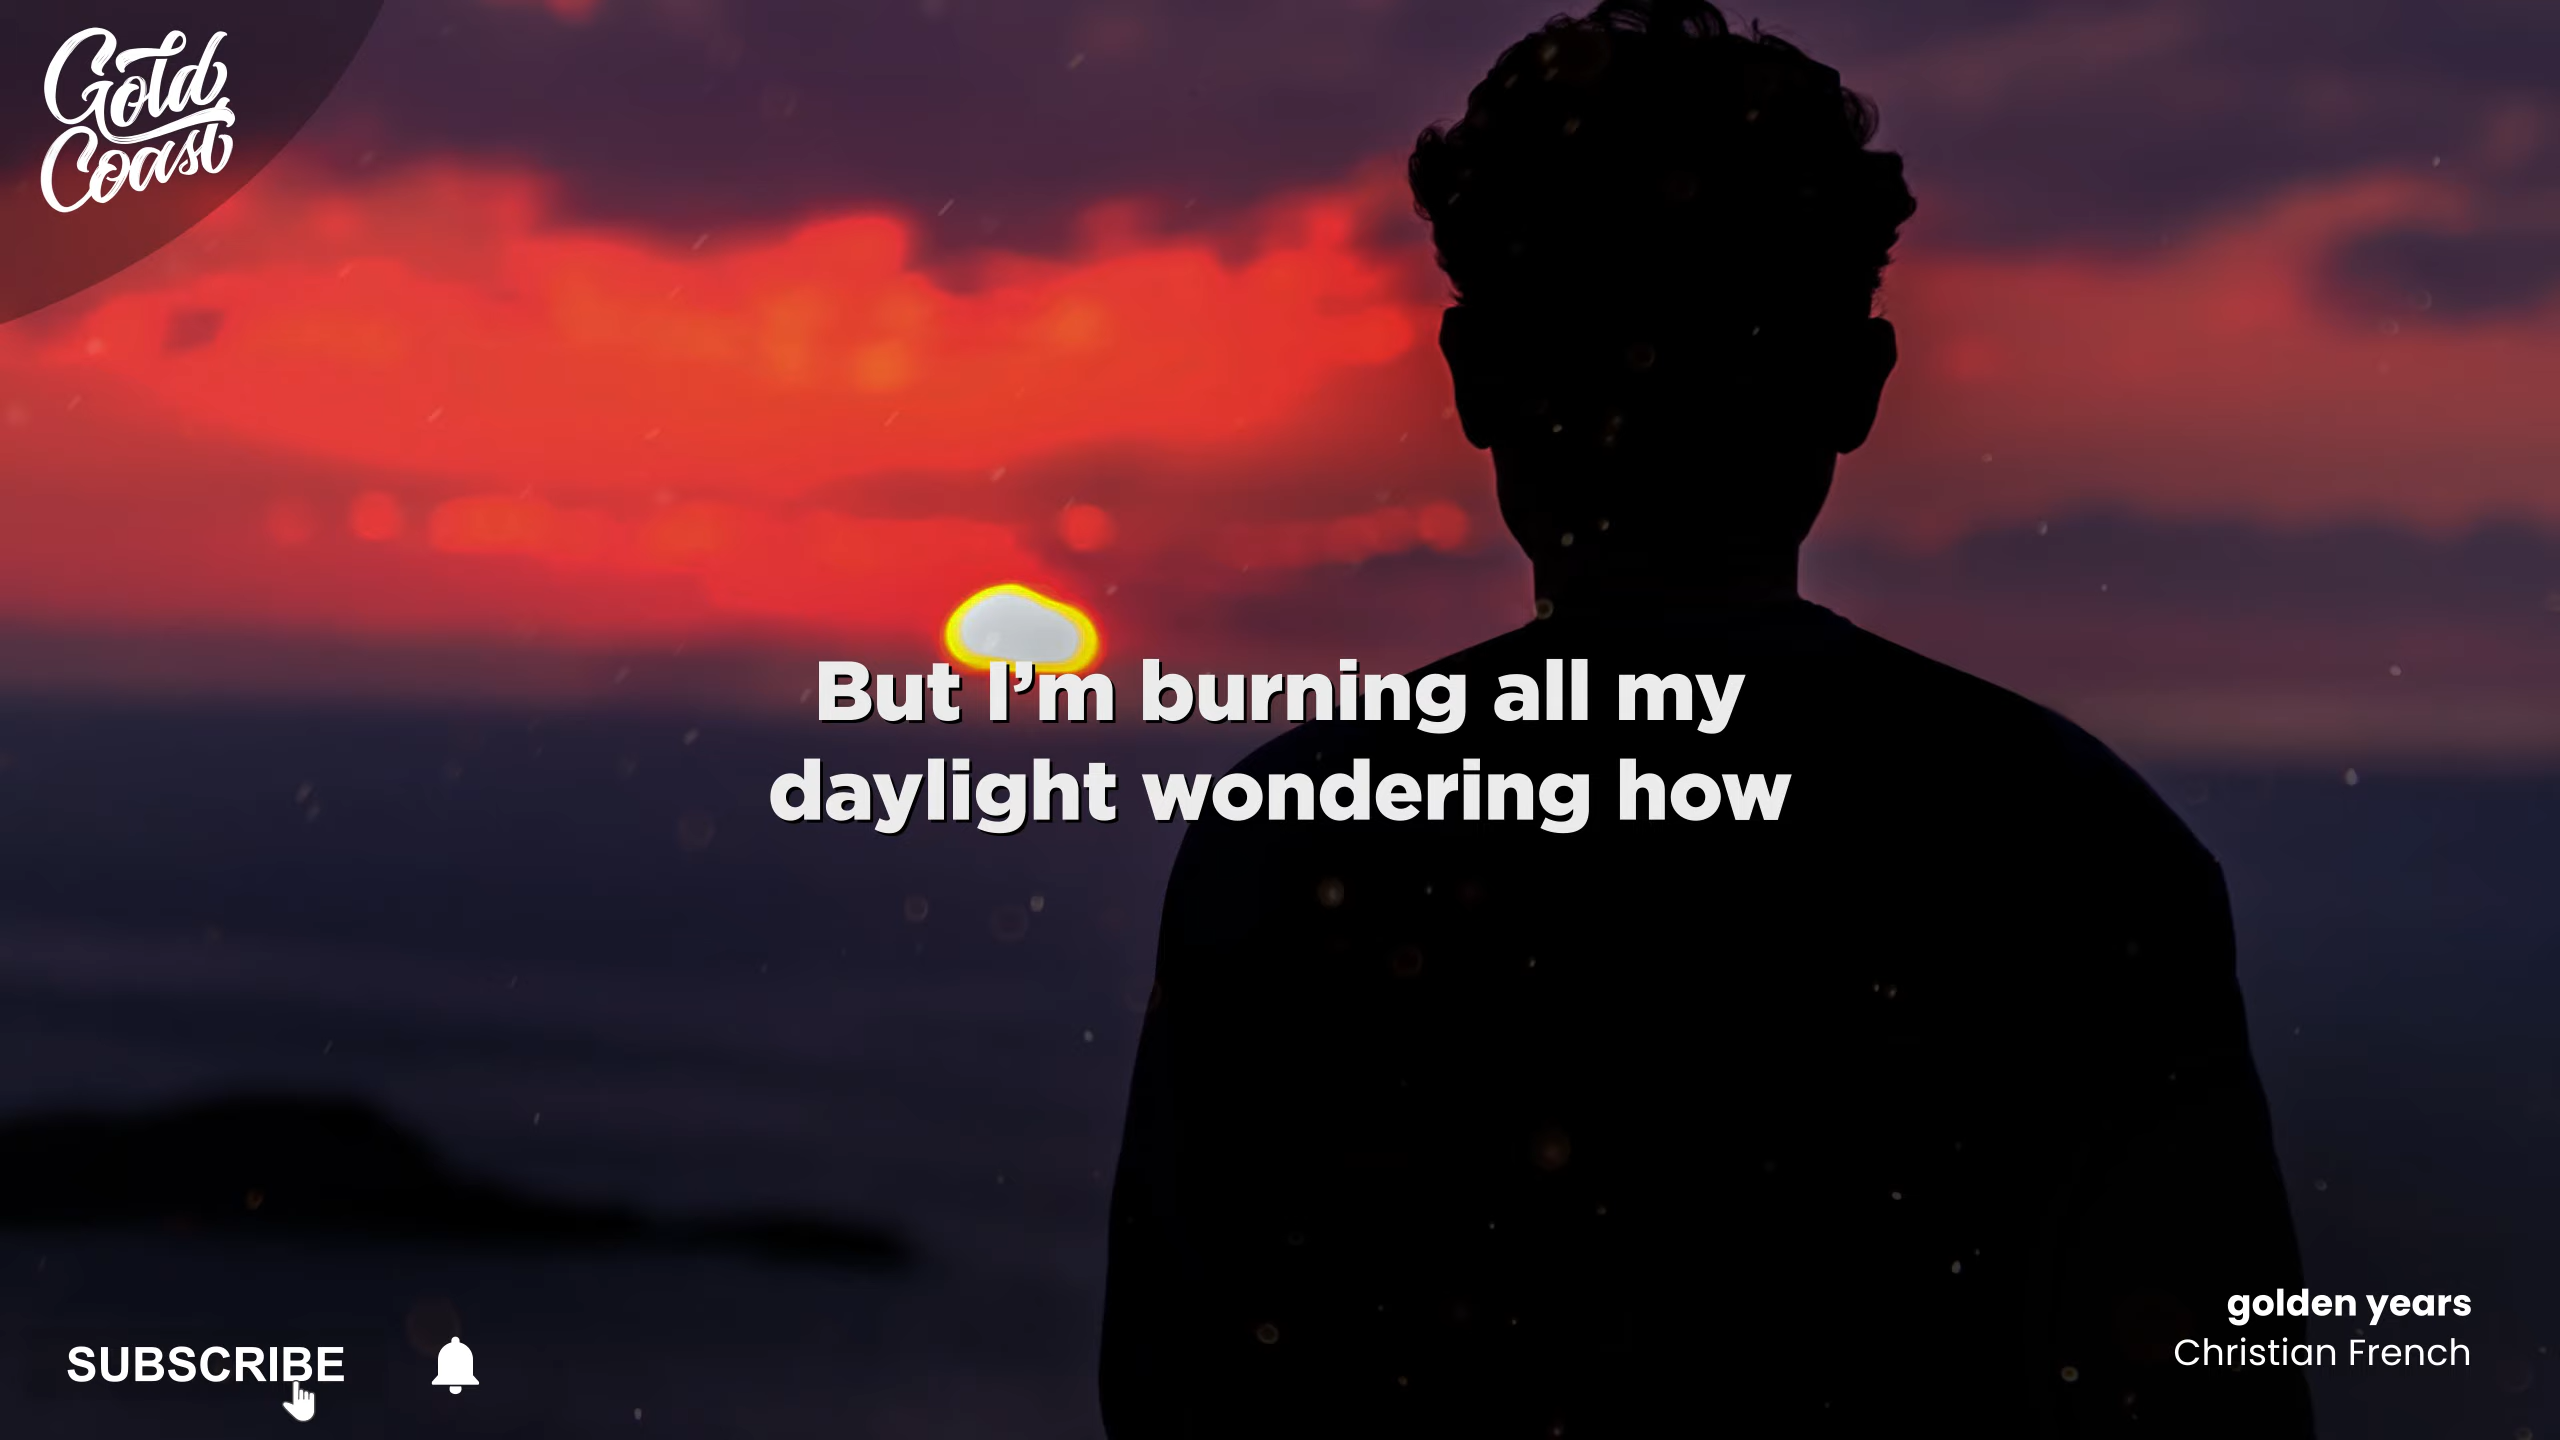 Gold
Coast
But I’m burning all my
daylight wondering how
golden years
Christian French
SUBSCRIBE